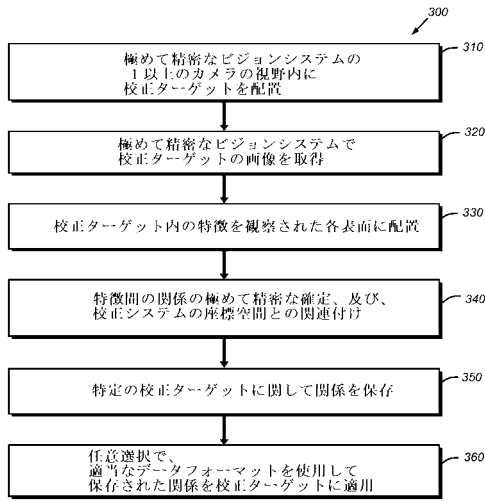 300
極めて精密なビジョンシステムの
1以上のカメラの視野内に
校正ターゲットを配置
310
極めて精密なビジョンシステムで
校正ターゲットの画像を取得
320
校正ターゲット内の特徴を観察された各表面に配置
330
特徴間の関係の極めて精密な確定、及び、
校正システムの座標空間との関連付け
340
特定の校正ターゲットに関して関係を保存
350
任意選択で、
適当なデータフォーマットを使用して
保存された関係を校正ターゲットに適用
360